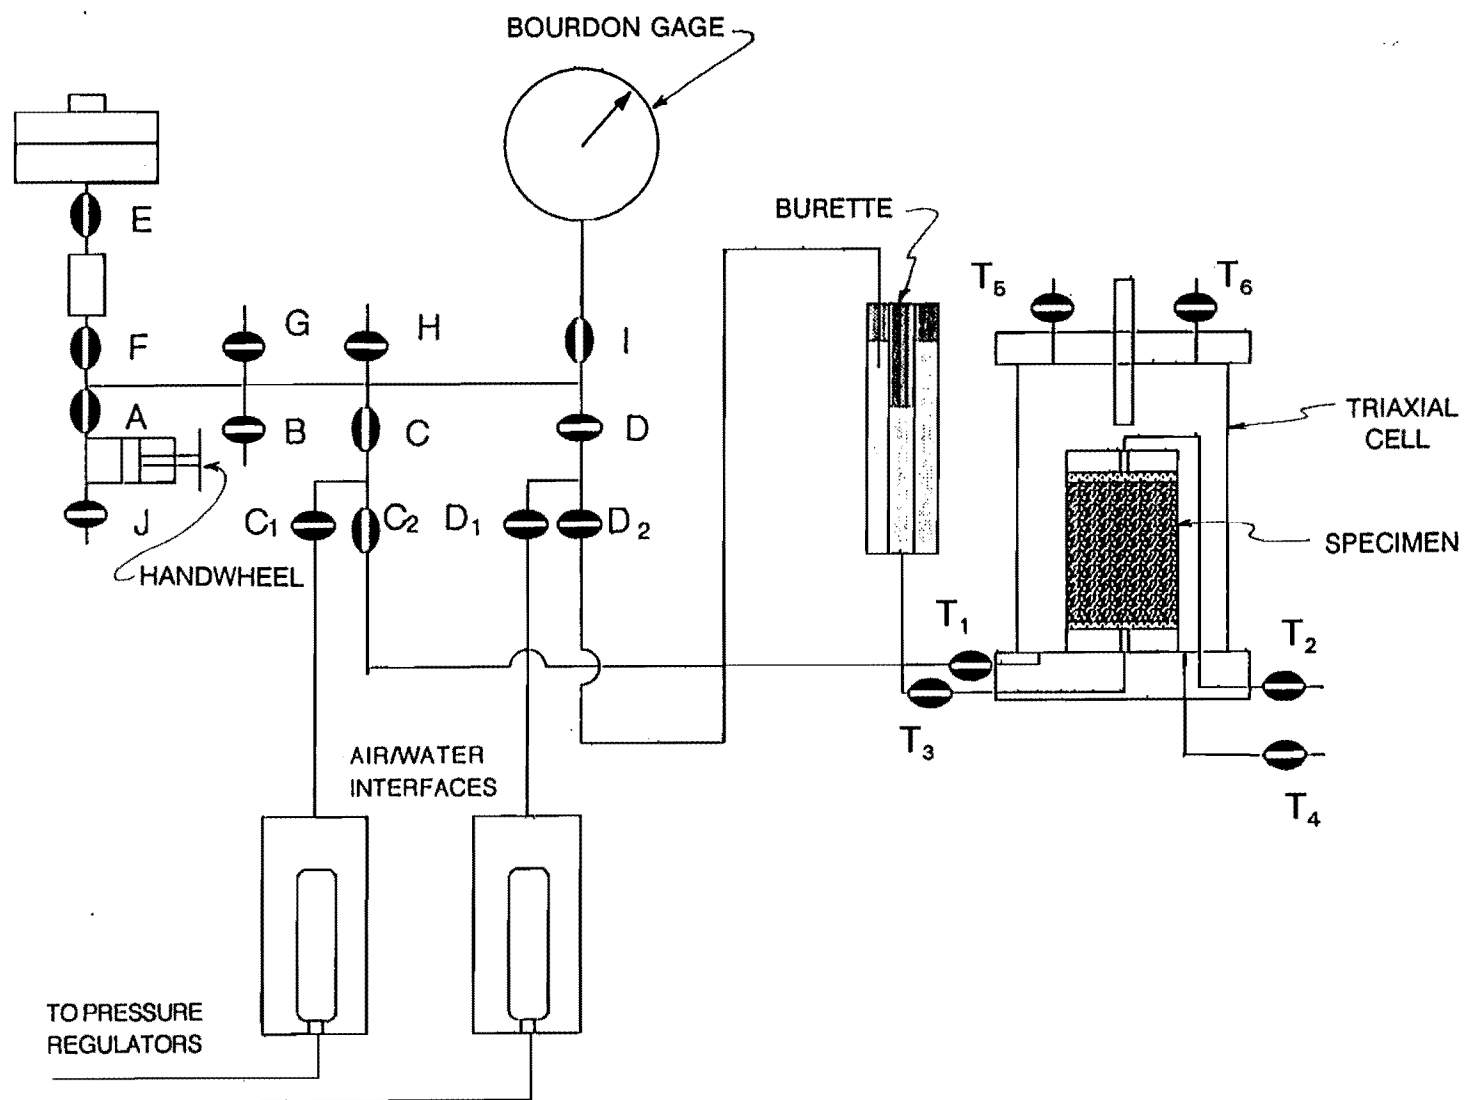 BOURDON GAGE
E
BURETTE
T5
T6
G
H
F
I
TRIAXIAL
CELL
A
B
C
D
J
C1
C2
D1
D2
SPECIMEN
HANDWHEEL
T1
T2
T3
AIR/WATER
INTERFACES
T4
TO PRESSURE
REGULATORS